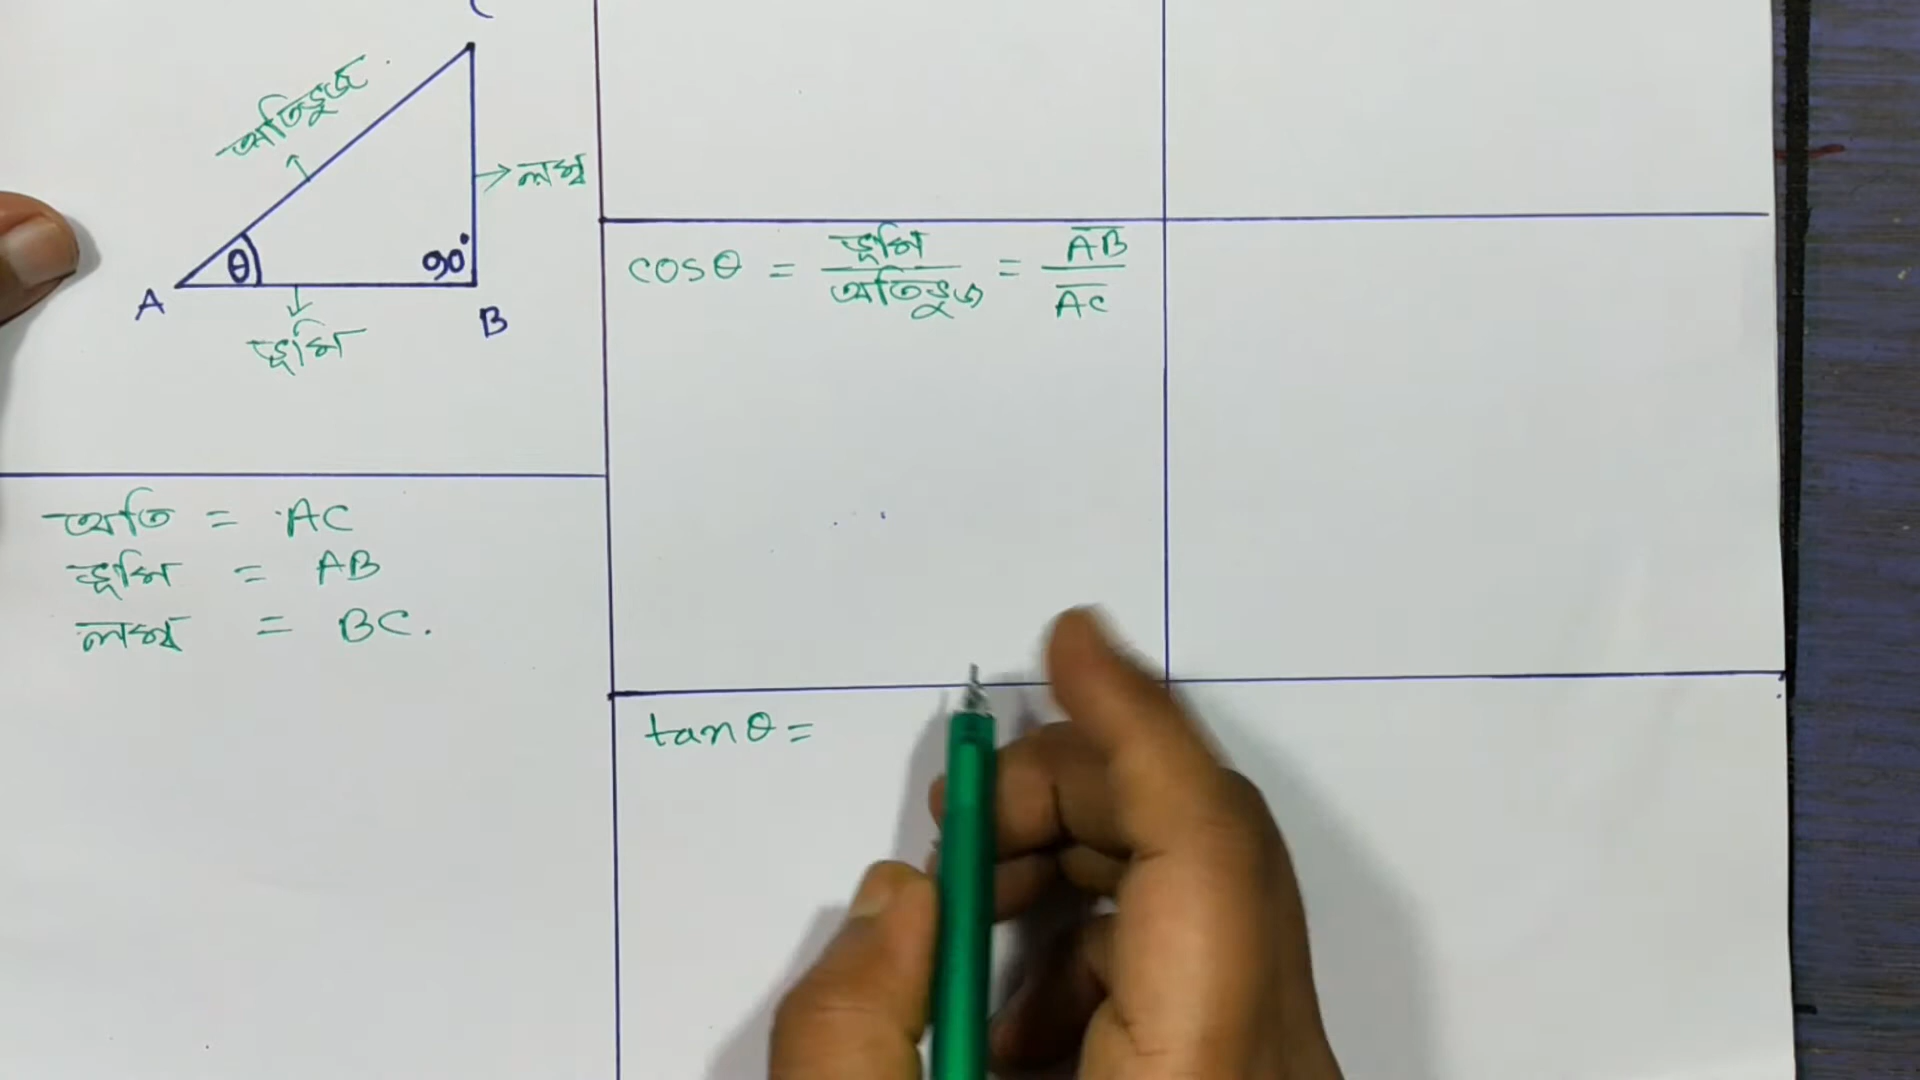 অতিভুজ
লম্ব
θ
90°
A
B
ভূমি
অতি = AC
ভূমি = AB
লম্ব = BC.
cosθ = ভূমি/অতিভুজ = AB/AC
tanθ =